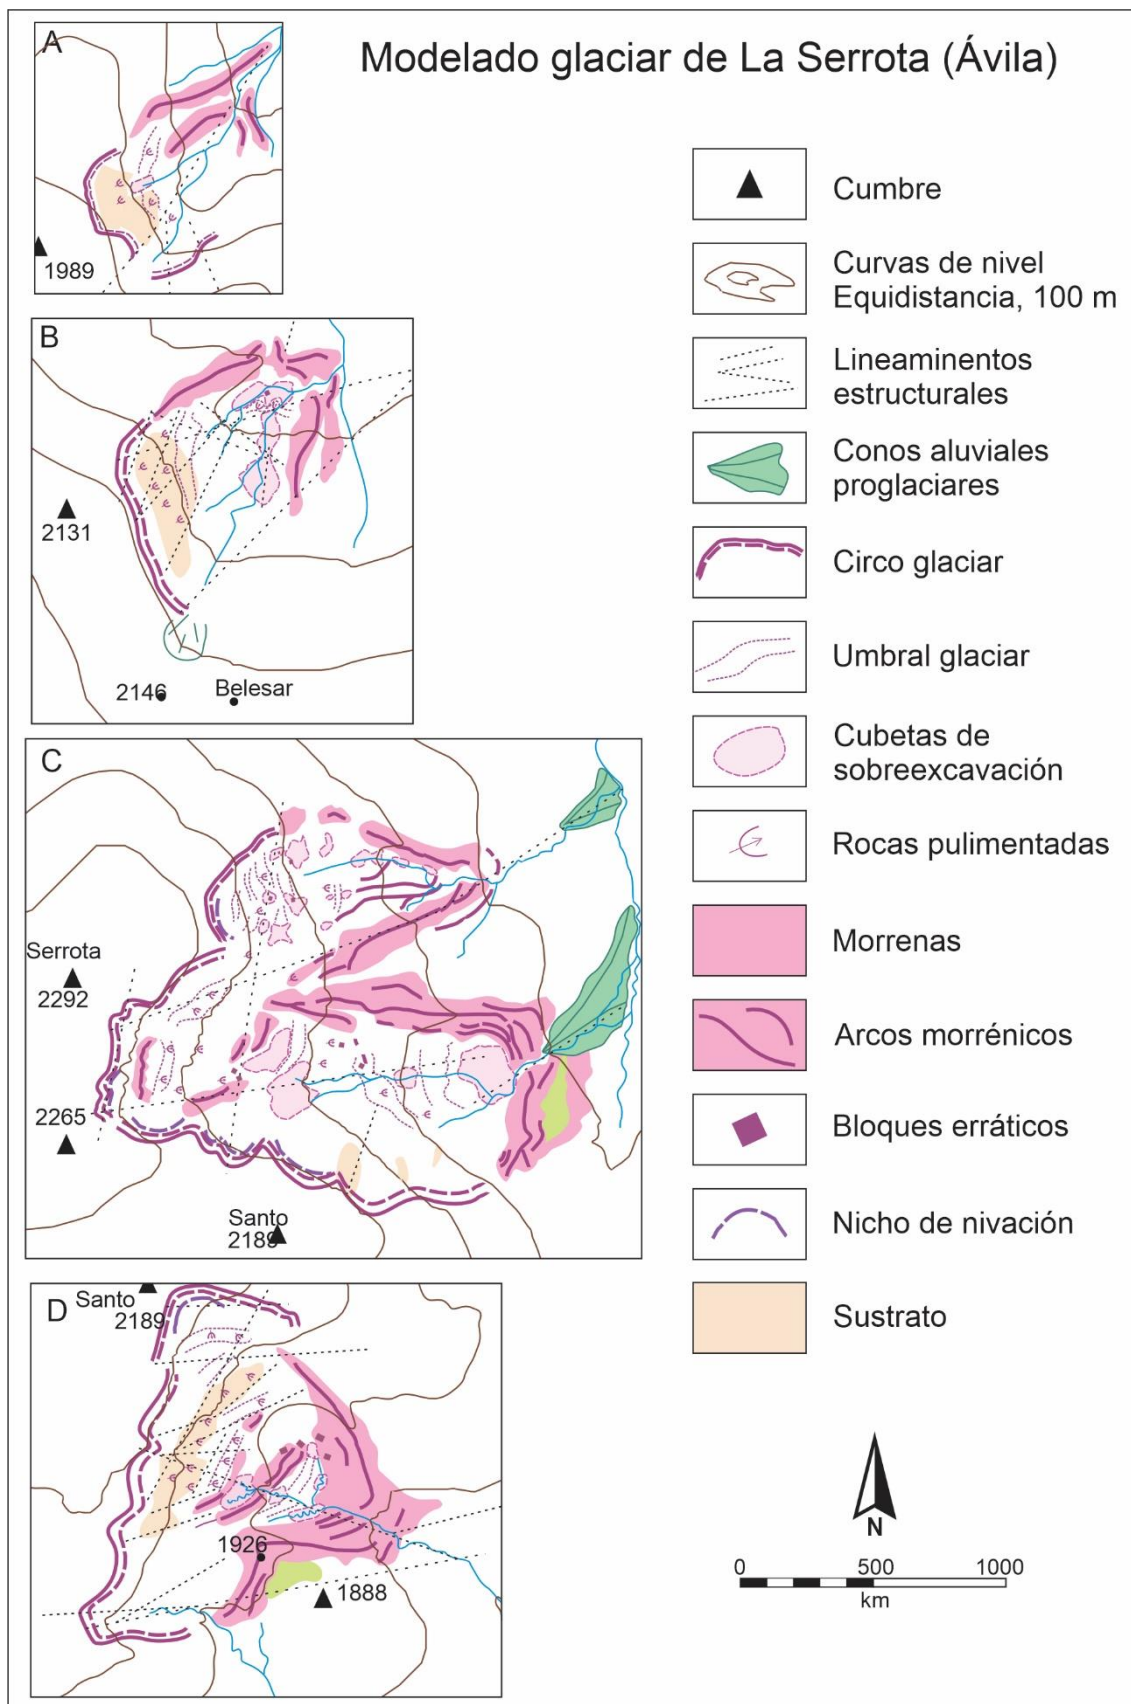 Modelado glaciar de La Serrota (Ávila)
A
1989
B
2131
2146
Belesar
C
Serrota
2292
2265
Santo
2189
D
Santo
2189
1926
1888
Cumbre
Curvas de nivel
Equidistancia, 100 m
Lineaminentos
estructurales
Conos aluviales
proglaciares
Circo glaciar
Umbral glaciar
Cubetas de
sobreexcavación
Rocas pulimentadas
Morrenas
Arcos morrénicos
Bloques erráticos
Nicho de nivación
Sustrato
N
0
500
1000
km